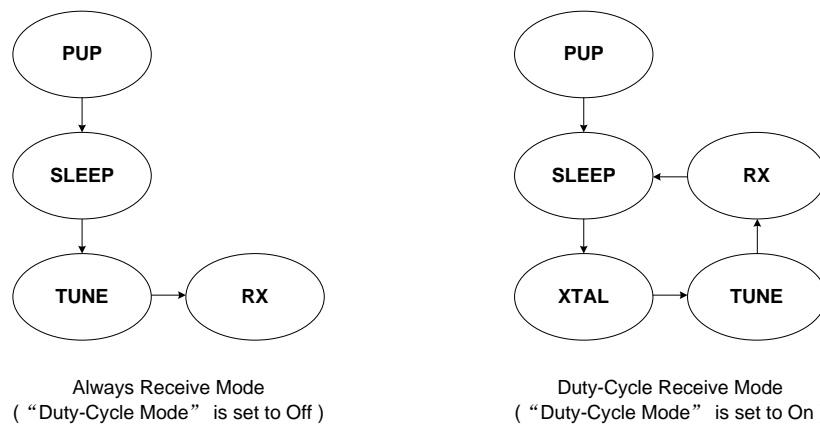 PUP
SLEEP
TUNE
RX
Always Receive Mode
( “Duty-Cycle Mode” is set to Off )
PUP
SLEEP
RX
XTAL
TUNE
Duty-Cycle Receive Mode
( “Duty-Cycle Mode” is set to On